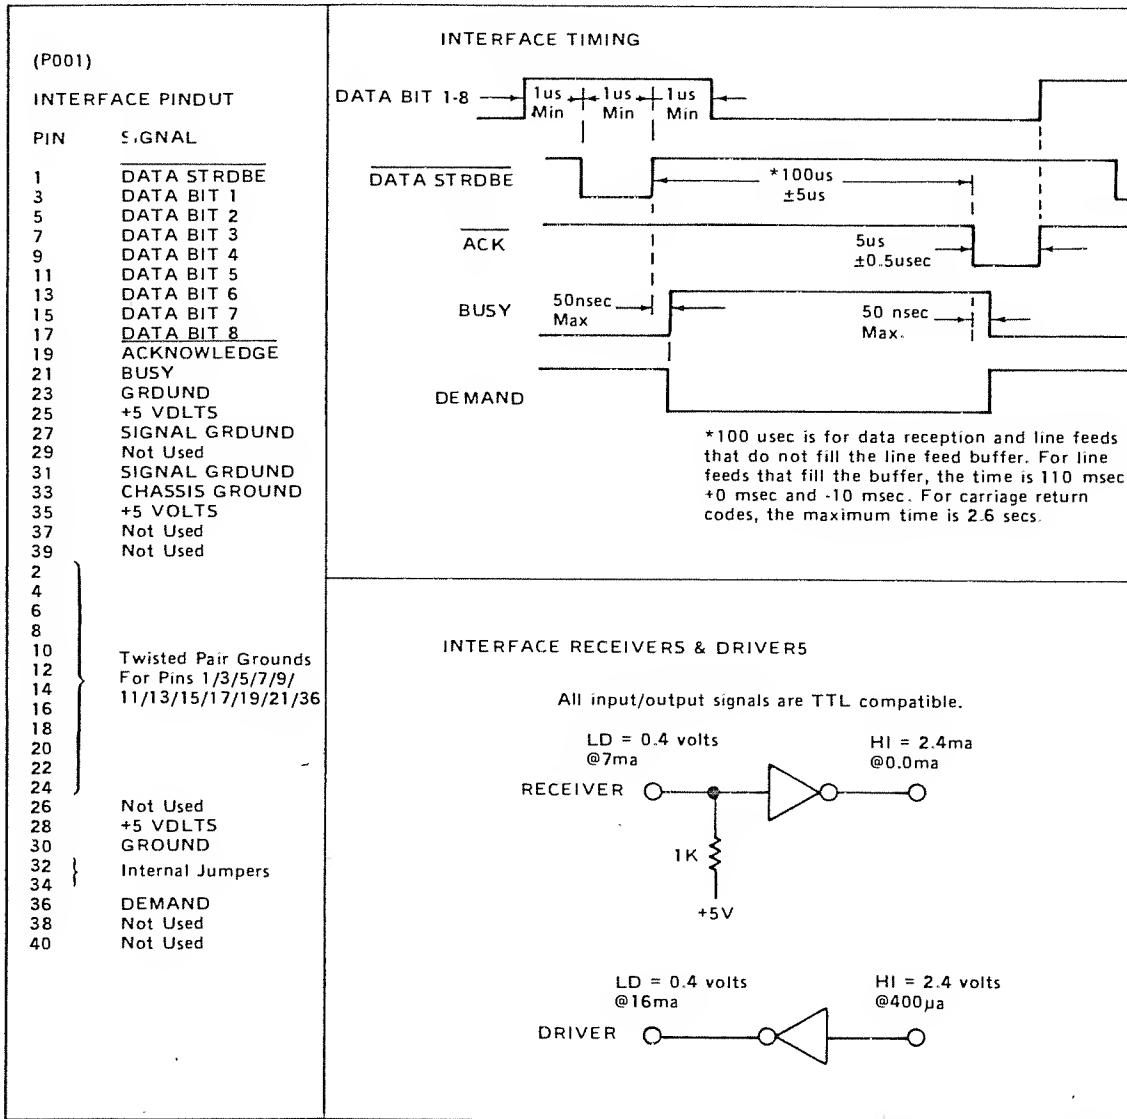 (P001)
INTERFACE PINDUT
PIN SIGNAL
1 DATA STRDBE
3 DATA BIT 1
5 DATA BIT 2
7 DATA BIT 3
9 DATA BIT 4
11 DATA BIT 5
13 DATA BIT 6
15 DATA BIT 7
17 DATA BIT 8
19 ACKNOWLEDGE
21 BUSY
23 GRDUND
25 +5 VDLTS
27 SIGNAL GRDUND
29 Not Used
31 SIGNAL GROUND
33 CHASSIS GROUND
35 +5 VOLTS
37 Not Used
39 Not Used
2
4
6
8
10
12
14
16
18
20
22
24
Twisted Pair Grounds
For Pins 1/3/5/7/9/
11/13/15/17/19/21/36
26 Not Used
28 +5 VDLTS
30 GROUND
32
34
Internal Jumpers
36 DEMAND
38 Not Used
40 Not Used
INTERFACE TIMING
DATA BIT 1-8
1us Min
1us Min
1us Min
DATA STRDBE
*100us
±5us
ACK
5us
±0.5usec
BUSY
50nsec
Max
50 nsec
Max.
DEMAND
*100 usec is for data reception and line feeds
that do not fill the line feed buffer. For line
feeds that fill the buffer, the time is 110 msec
+0 msec and -10 msec. For carriage return
codes, the maximum time is 2.6 secs.
INTERFACE RECEIVER5 & DRIVER5
All input/output signals are TTL compatible.
LD = 0.4 volts
@7ma
HI = 2.4ma
@0.0ma
RECEIVER
1K
+5V
LD = 0.4 volts
@16ma
HI = 2.4 volts
@400µa
DRIVER